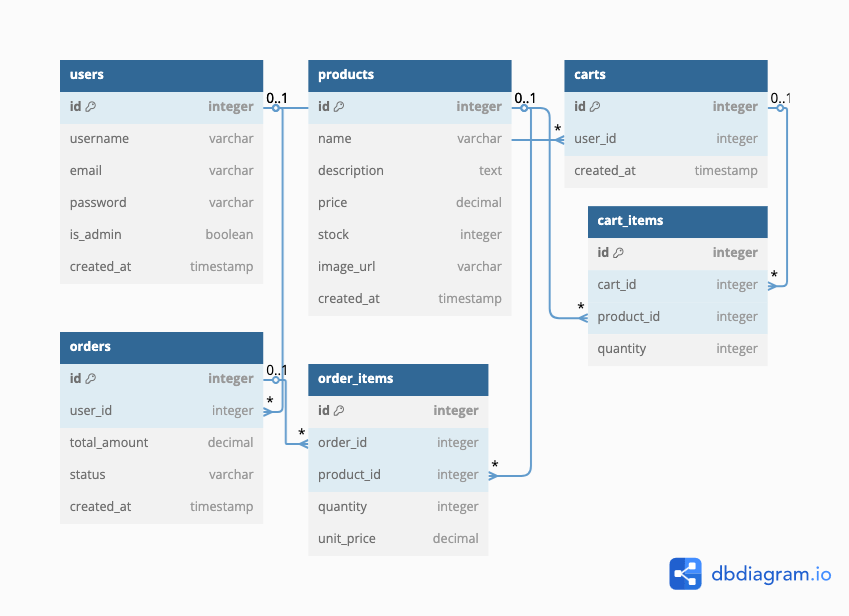 users
id integer
username varchar
email varchar
password varchar
is_admin boolean
created_at timestamp
0..1
products
id integer
name varchar
description text
price decimal
stock integer
image_url varchar
created_at timestamp
0..1
carts
id integer
user_id integer
created_at timestamp
0..1
*
cart_items
id integer
cart_id integer
product_id integer
quantity integer
*
*
orders
id integer
user_id integer
total_amount decimal
status varchar
created_at timestamp
0..1
*
order_items
id integer
order_id integer
product_id integer
quantity integer
unit_price decimal
*
*
dbdiagram.io